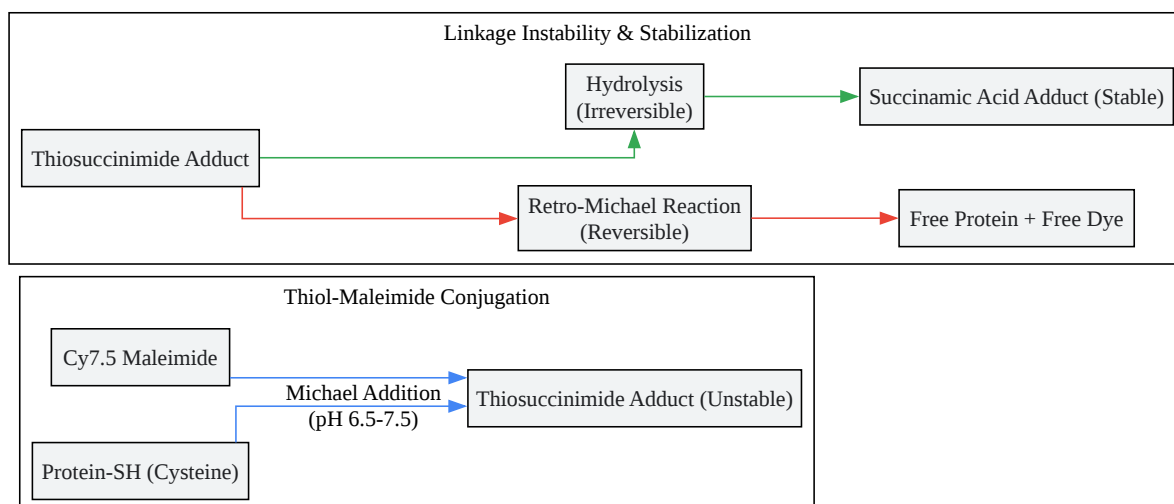 Linkage Instability & Stabilization
Hydrolysis
(Irreversible)
Succinamic Acid Adduct (Stable)
Thiosuccinimide Adduct
Retro-Michael Reaction
(Reversible)
Free Protein + Free Dye
Thiol-Maleimide Conjugation
Cy7.5 Maleimide
Michael Addition
(pH 6.5-7.5)
Thiosuccinimide Adduct (Unstable)
Protein-SH (Cysteine)